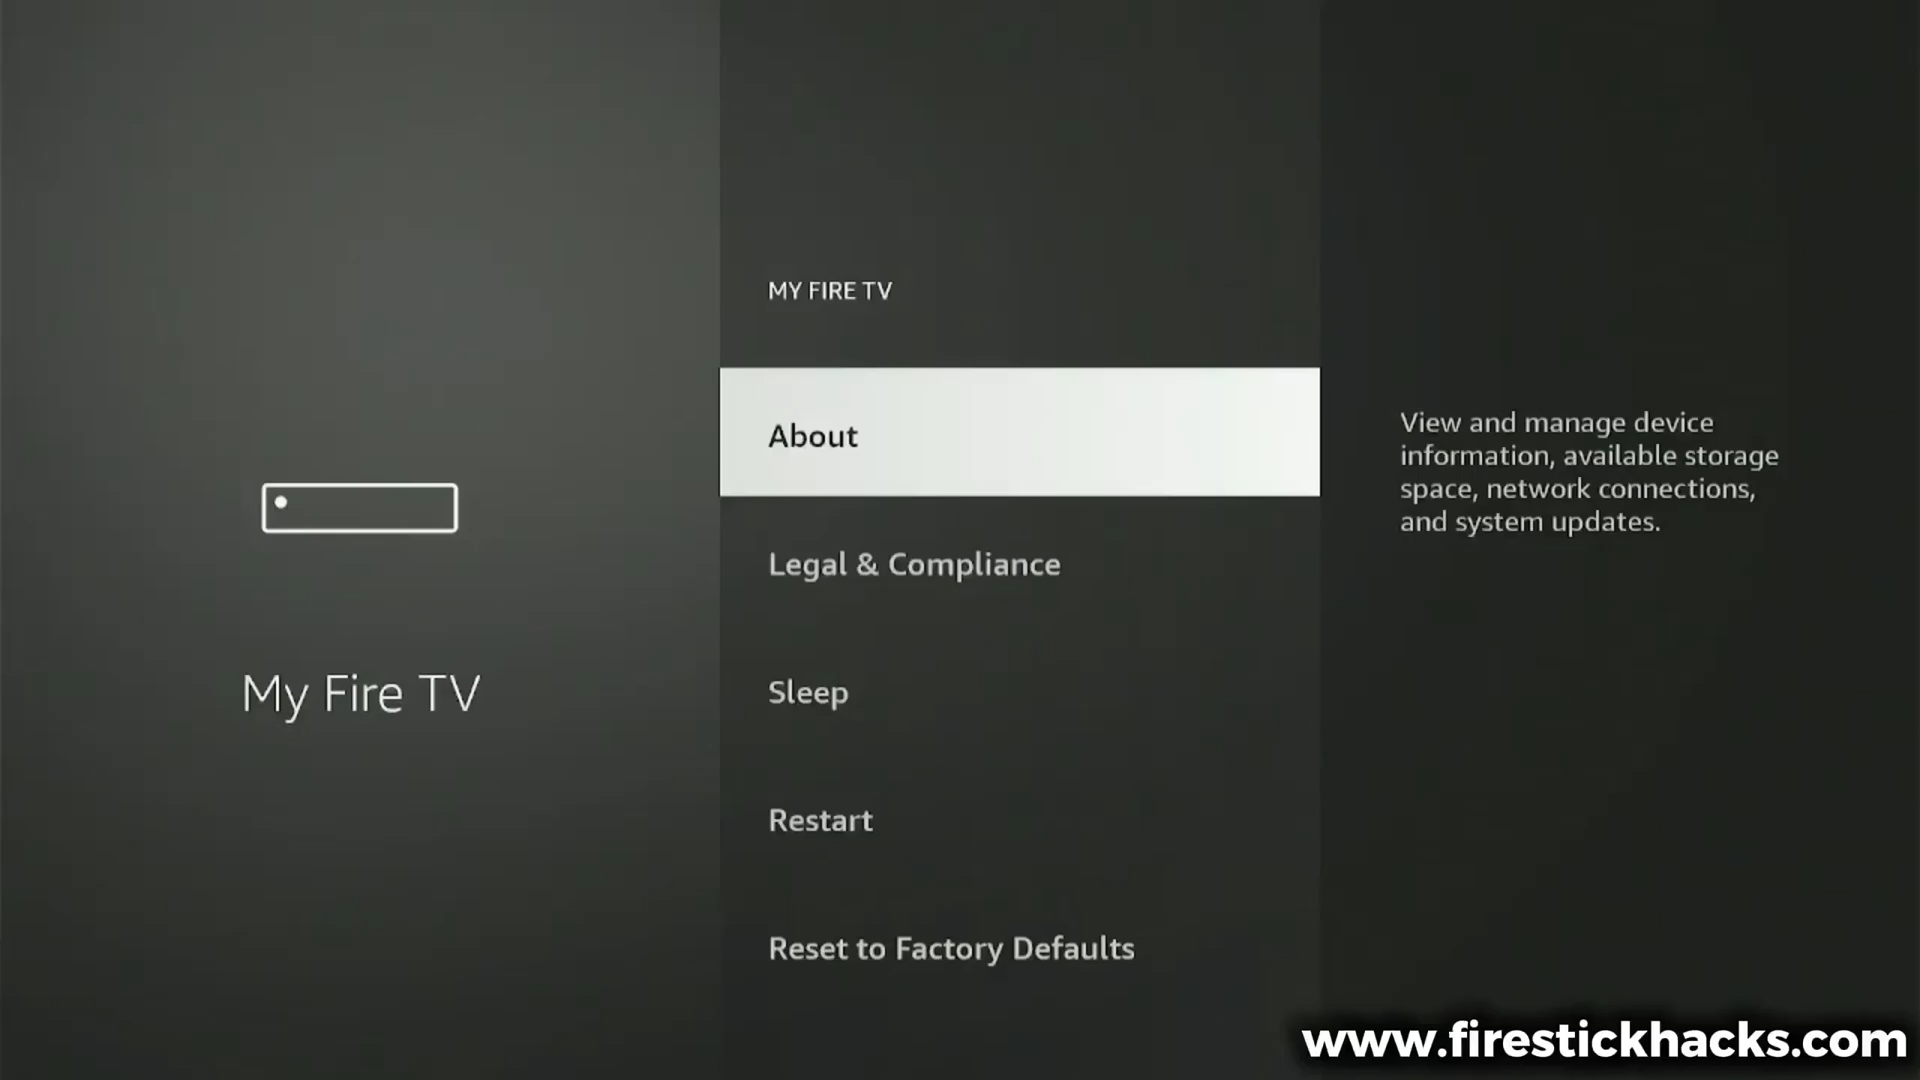 MY FIRE TV
About
Legal & Compliance
Sleep
Restart
Reset to Factory Defaults
My Fire TV
View and manage device
information, available storage
space, network connections,
and system updates.
www.firestickhacks.com